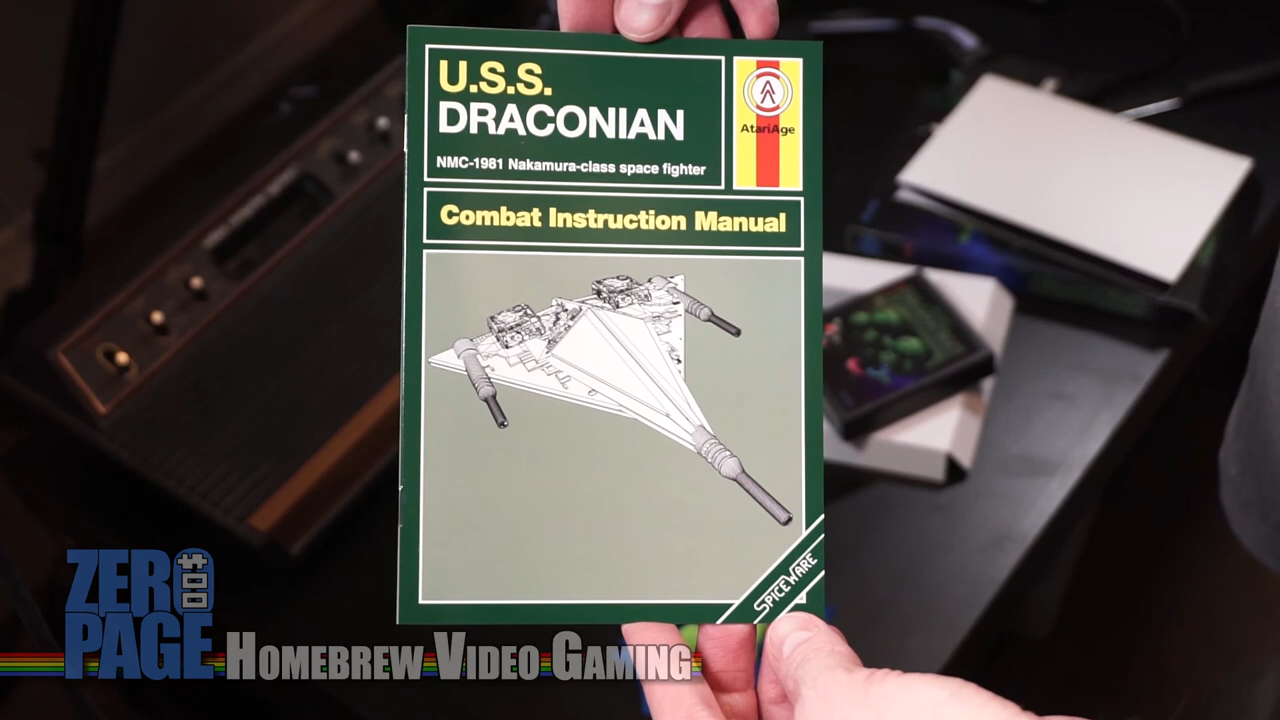 U.S.S.
DRACONIAN
NMC-1981 Nakamura-class space fighter
AtariAge
Combat Instruction Manual
SPICEWARE
ZERO
PAGE
HOMEBREW VIDEO GAMING